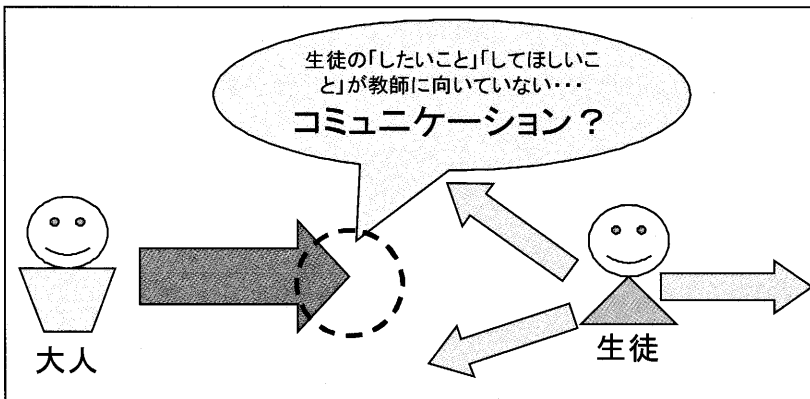 生徒の「したいこと」「してほしいこ
と」が教師に向いていない・・・
コミュニケーション？
大人
生徒